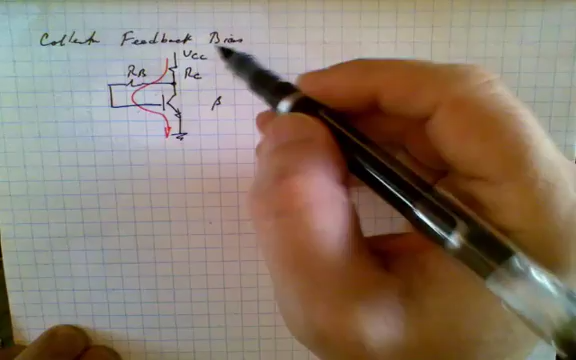 Collector Feedback Bias
VCC
RB
RC
β